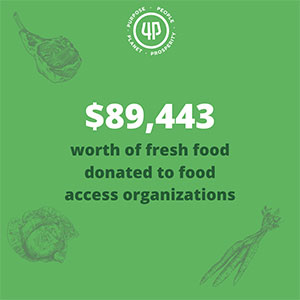 PURPOSE · PEOPLE · PLANET · PROSPERITY
4P
$89,443
worth of fresh food
donated to food
access organizations